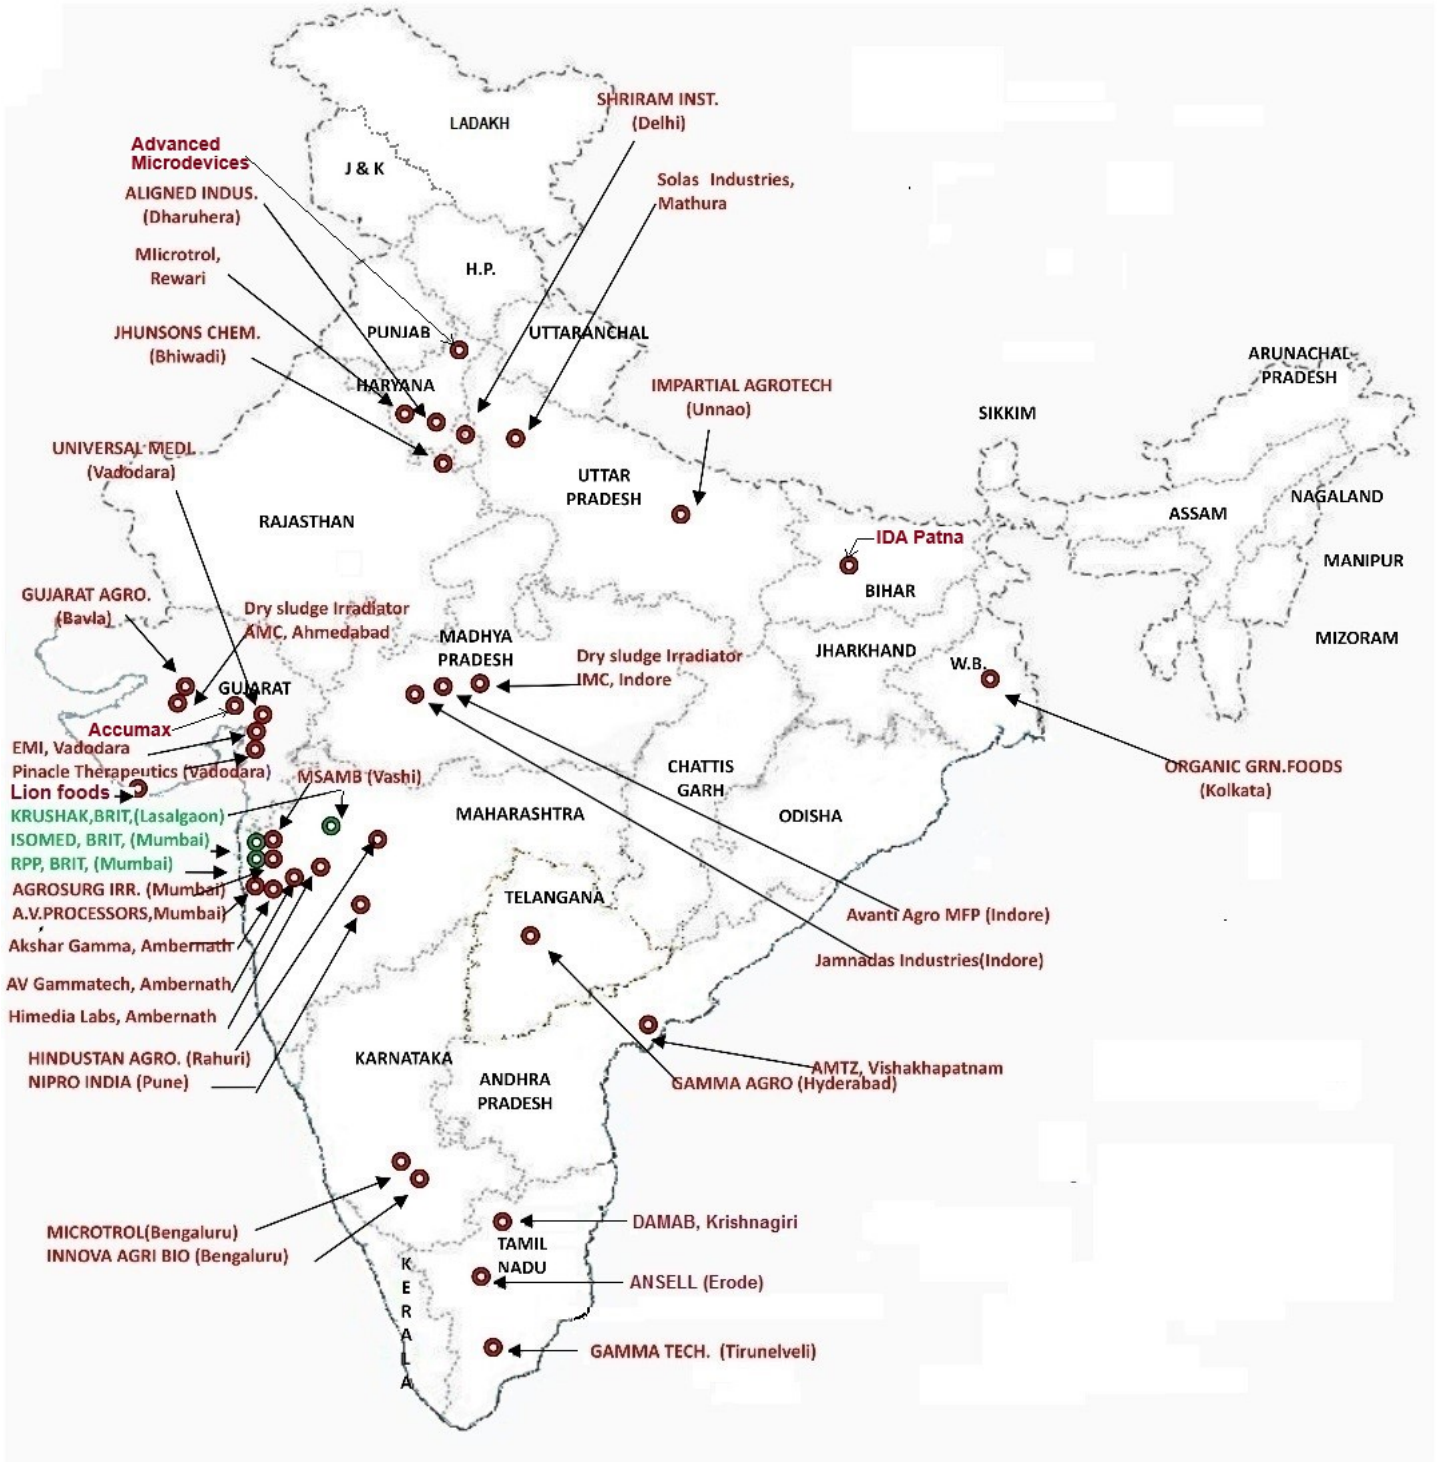 LADAKH
SHRIRAM INST.
(Delhi)
Advanced
Microdevices
J & K
Solas Industries,
Mathura
ALIGNED INDUS.
(Dharuhera)
MIicrotrol,
Rewari
H.P.
JHUNSONS CHEM.
(Bhiwadi)
PUNJAB
UTTARANCHAL
HARYANA
IMPARTIAL AGROTECH
(Unnao)
ARUNACHAL
PRADESH
SIKKIM
UNIVERSAL MEDI.
(Vadodara)
UTTAR
PRADESH
NAGALAND
ASSAM
RAJASTHAN
IDA Patna
MANIPUR
BIHAR
GUJARAT AGRO.
(Bavla)
Dry sludge Irradiator
AMC, Ahmedabad
MADHYA
PRADESH
JHARKHAND
MIZORAM
Dry sludge Irradiator
IMC, Indore
W.B.
GUJARAT
Accumax
EMI, Vadodara
Pinacle Therapeutics (Vadodara)
MSAMB (Vashi)
CHATTIS
GARH
ORGANIC GRN.FOODS
(Kolkata)
Lion foods
KRUSHAK,BRIT,(Lasalgaon)
MAHARASHTRA
ODISHA
ISOMED, BRIT, (Mumbai)
RPP, BRIT, (Mumbai)
AGROSURG IRR. (Mumbai)
TELANGANA
A.V.PROCESSORS,Mumbai)
Avanti Agro MFP (Indore)
Akshar Gamma, Ambernath
Jamnadas Industries(Indore)
AV Gammatech, Ambernath
Himedia Labs, Ambernath
HINDUSTAN AGRO. (Rahuri)
NIPRO INDIA (Pune)
KARNATAKA
ANDHRA
PRADESH
AMTZ, Vishakhapatnam
GAMMA AGRO (Hyderabad)
MICROTROL(Bengaluru)
INNOVA AGRI BIO (Bengaluru)
DAMAB, Krishnagiri
TAMIL
NADU
KERALA
ANSELL (Erode)
GAMMA TECH. (Tirunelveli)